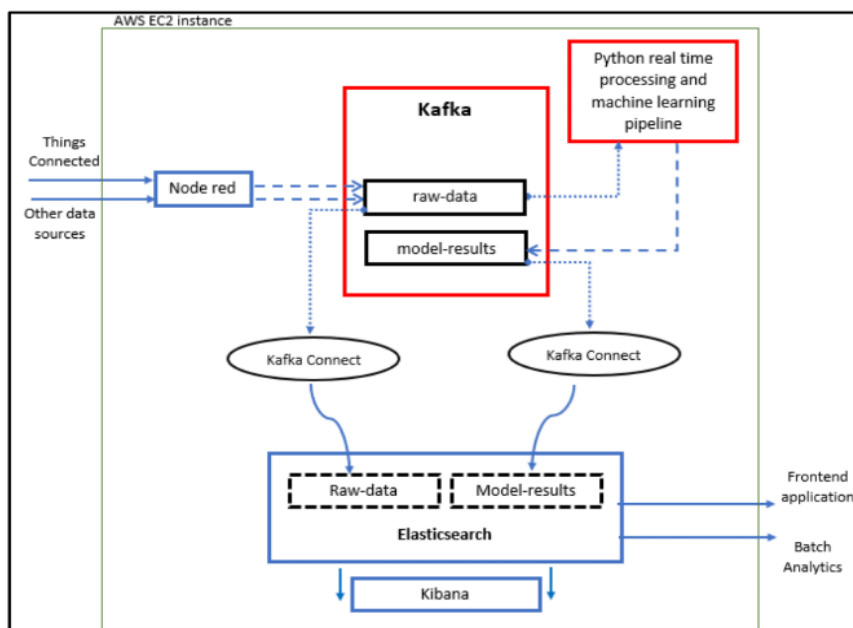 AWS EC2 instance
Python real time
processing and
machine learning
pipeline
Kafka
Things
Connected
Node red
raw-data
Other data
sources
model-results
Kafka Connect
Kafka Connect
Raw-data
Model-results
Elasticsearch
Frontend
application
Batch
Analytics
Kibana